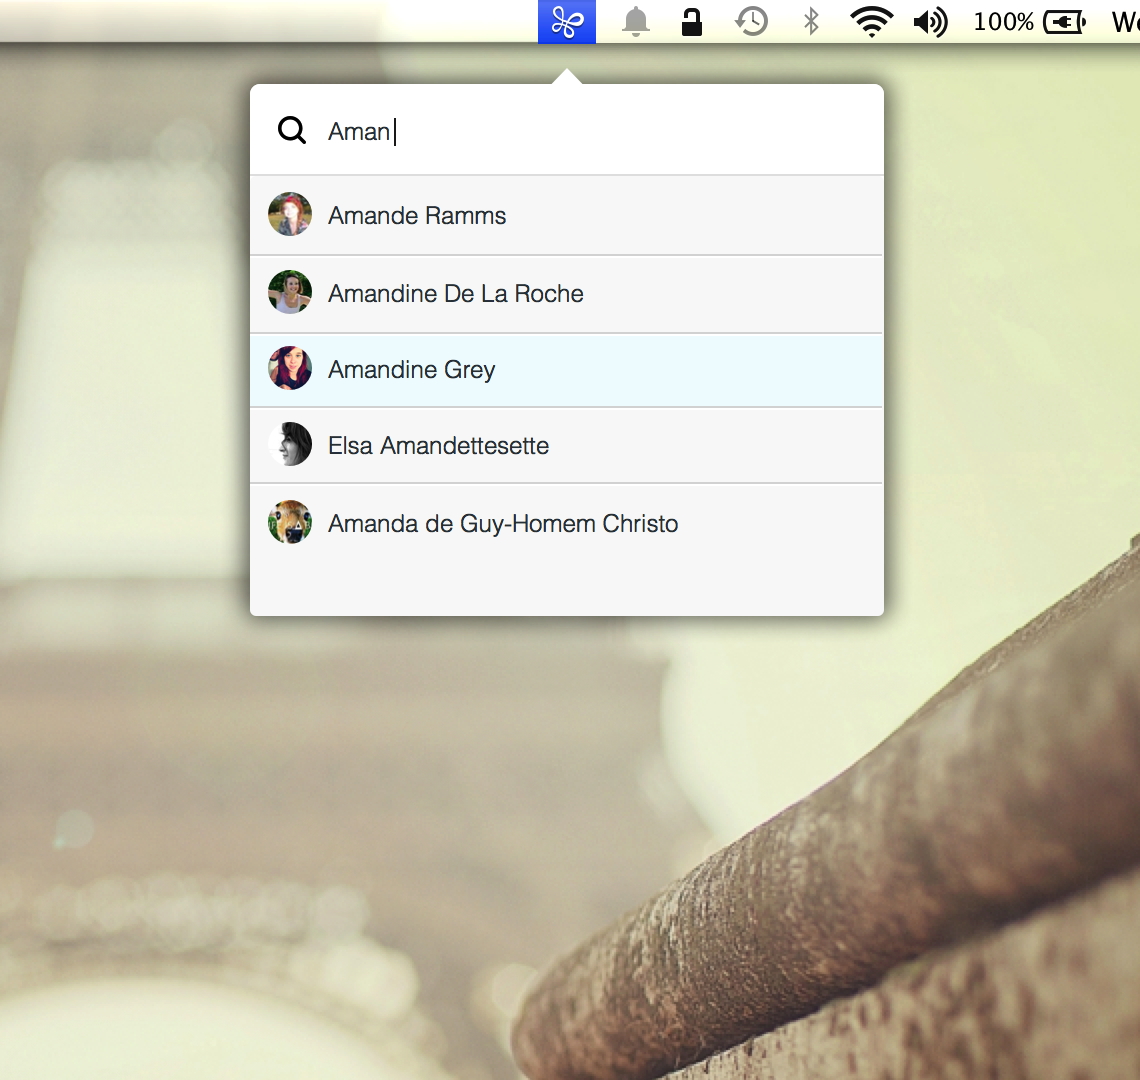 100% We
Aman
Amande Ramms
Amandine De La Roche
Amandine Grey
Elsa Amandettesette
Amanda de Guy-Homem Christo